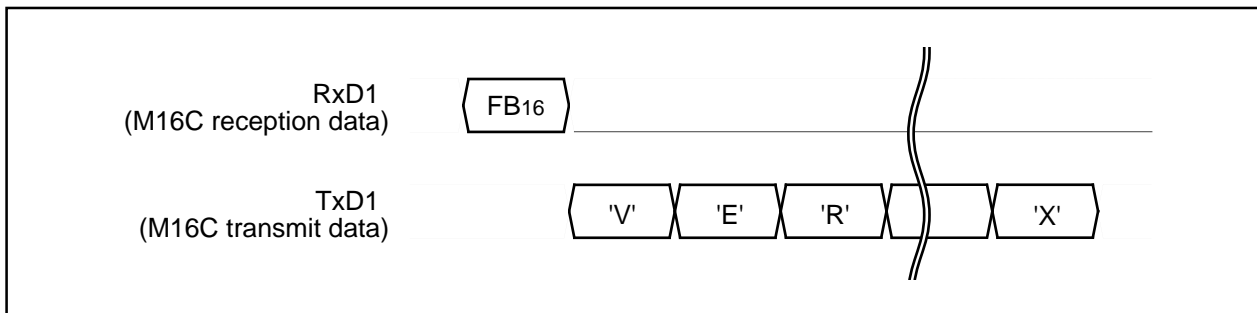 RxD1
(M16C reception data)
FB16
TxD1
(M16C transmit data)
'V' 'E' 'R' 'X'